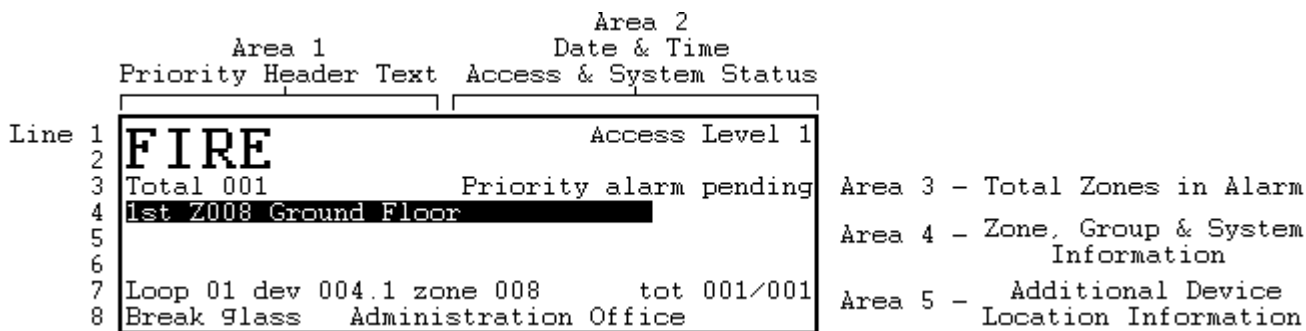 Area 2
Area 1 Date & Time
Priority Header Text Access & System Status
Line 1 FIRE Access Level 1
2
3 Total 001 Priority alarm pending Area 3 - Total Zones in Alarm
4 1st Z008 Ground Floor
5 Area 4 - Zone, Group & System
6 Information
7 Loop 01 dev 004.1 zone 008 tot 001/001 Area 5 - Additional Device
8 Break glass Administration Office Location Information